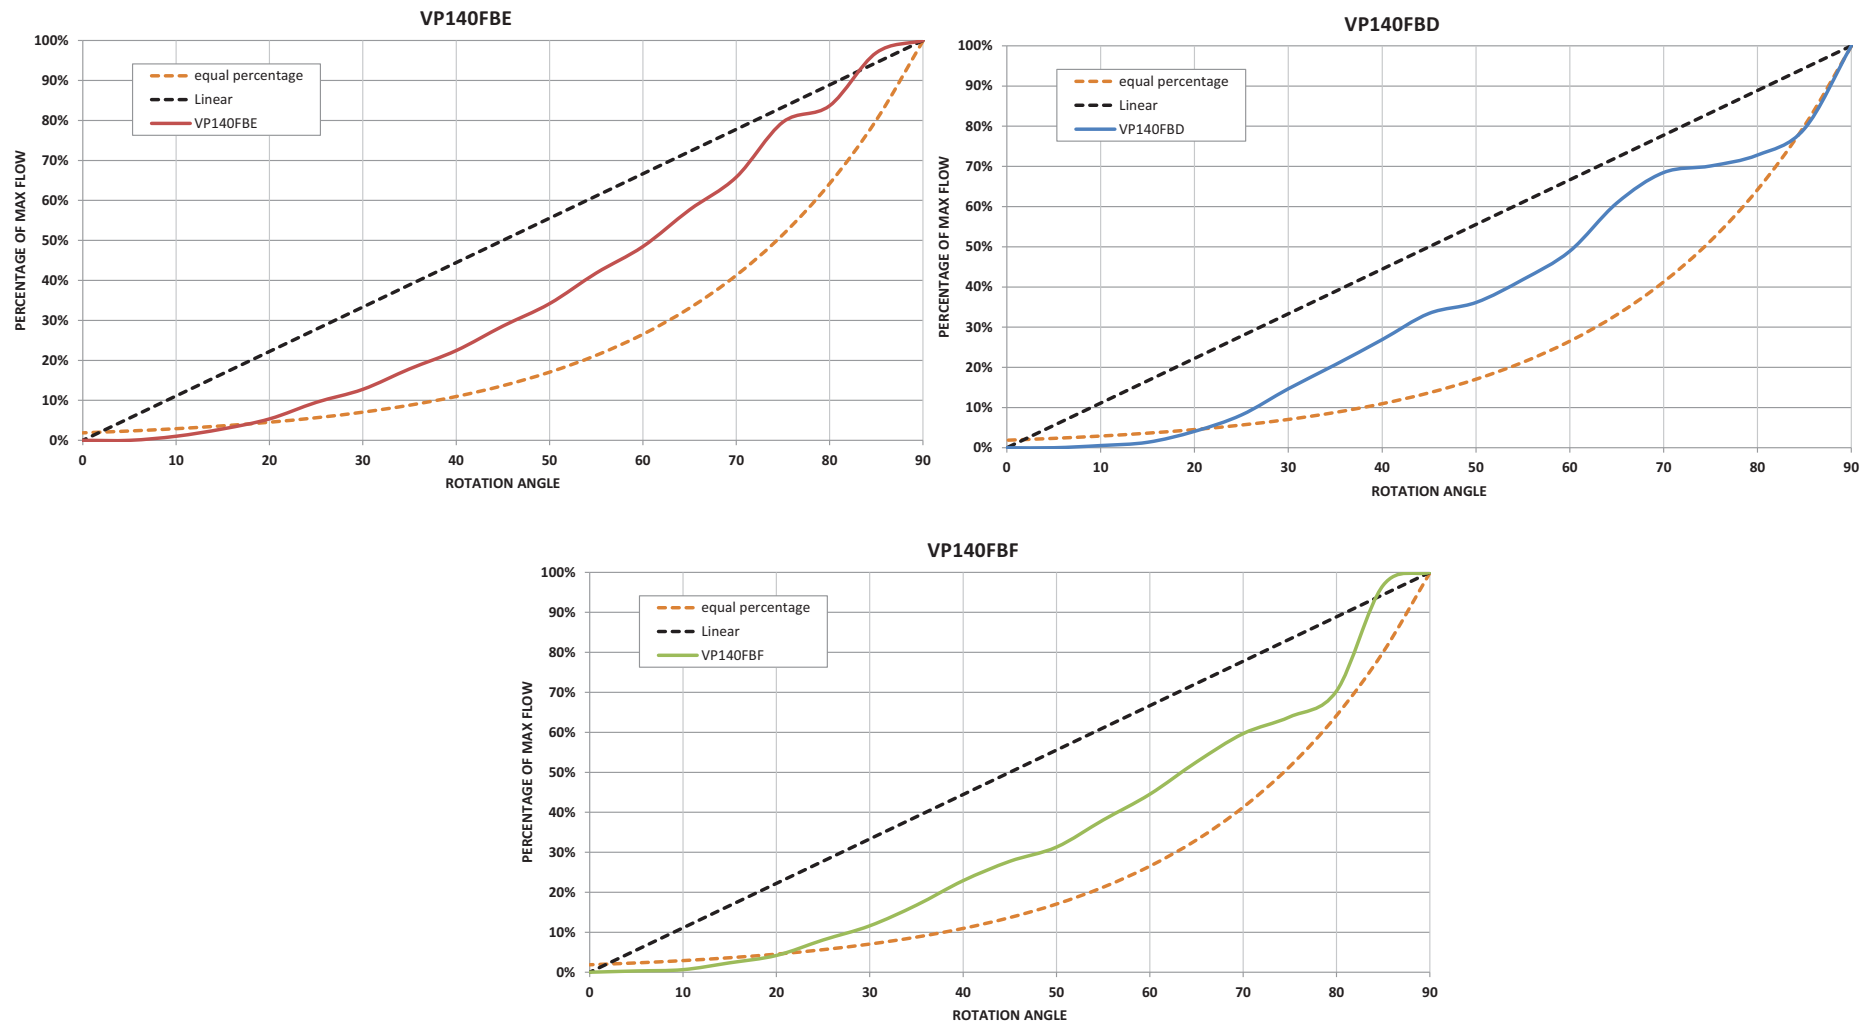 VP140FBE
100%
90%
80%
70%
60%
50%
40%
30%
20%
10%
0%
PERCENTAGE OF MAX FLOW
equal percentage
Linear
VP140FBE
0 10 20 30 40 50 60 70 80 90
ROTATION ANGLE
VP140FBD
100%
90%
80%
70%
60%
50%
40%
30%
20%
10%
0%
PERCENTAGE OF MAX FLOW
equal percentage
Linear
VP140FBD
0 10 20 30 40 50 60 70 80 90
ROTATION ANGLE
VP140FBF
100%
90%
80%
70%
60%
50%
40%
30%
20%
10%
0%
PERCENTAGE OF MAX FLOW
equal percentage
Linear
VP140FBF
0 10 20 30 40 50 60 70 80 90
ROTATION ANGLE